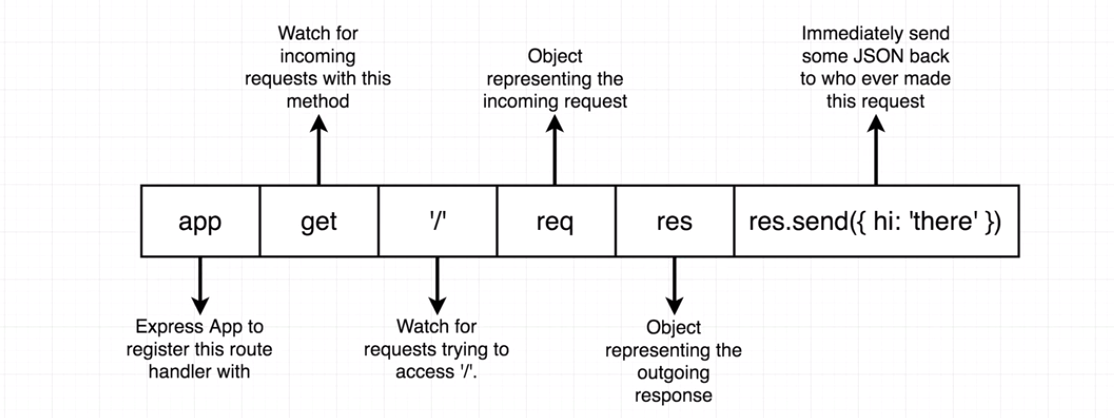 Watch for
incoming
requests with this
method
Object
representing the
incoming request
Immediately send
some JSON back
to who ever made
this request
app
get
'/'
req
res
res.send({ hi: 'there' })
Express App to
register this route
handler with
Watch for
requests trying to
access '/'.
Object
representing the
outgoing
response